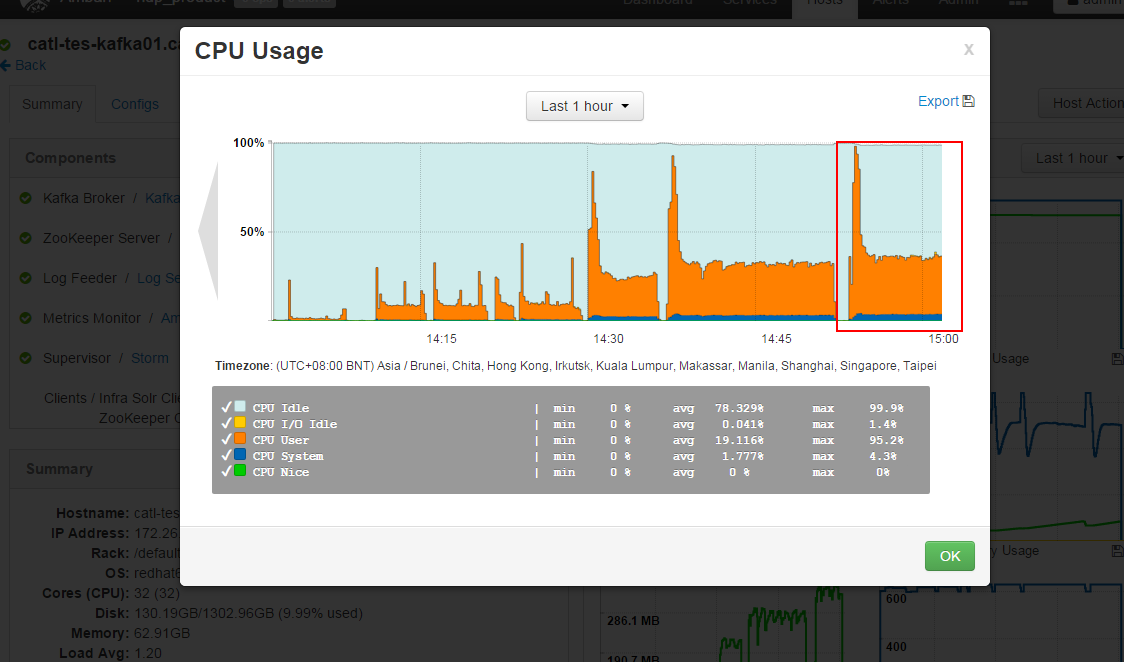 Dashboard Services Hosts Alerts Admin admin
catl-tes-kafka01.c
Back
Summary Configs
Host Action
Components
Last 1 hour
Kafka Broker / Kafka
ZooKeeper Server /
Log Feeder / Log Se
Metrics Monitor / Am
Supervisor / Storm
Clients / Infra Solr Clie
ZooKeeper C
Summary
Hostname: catl-tes
IP Address: 172.26
Rack: /default
OS: redhat6
Cores (CPU): 32 (32)
Disk: 130.19GB/1302.96GB (9.99% used)
Memory: 62.91GB
Load Avg: 1.20
CPU Usage
x
Last 1 hour
Export
100%
50%
14:15 14:30 14:45 15:00
Timezone: (UTC+08:00 BNT) Asia / Brunei, Chita, Hong Kong, Irkutsk, Kuala Lumpur, Makassar, Manila, Shanghai, Singapore, Taipei
CPU Idle | min 0 % avg 78.329% max 99.9%
CPU I/O Idle | min 0 % avg 0.041% max 1.4%
CPU User | min 0 % avg 19.116% max 95.2%
CPU System | min 0 % avg 1.777% max 4.3%
CPU Nice | min 0 % avg 0 % max 0%
OK
Usage
y Usage
286.1 MB
190.7 MB
600
400